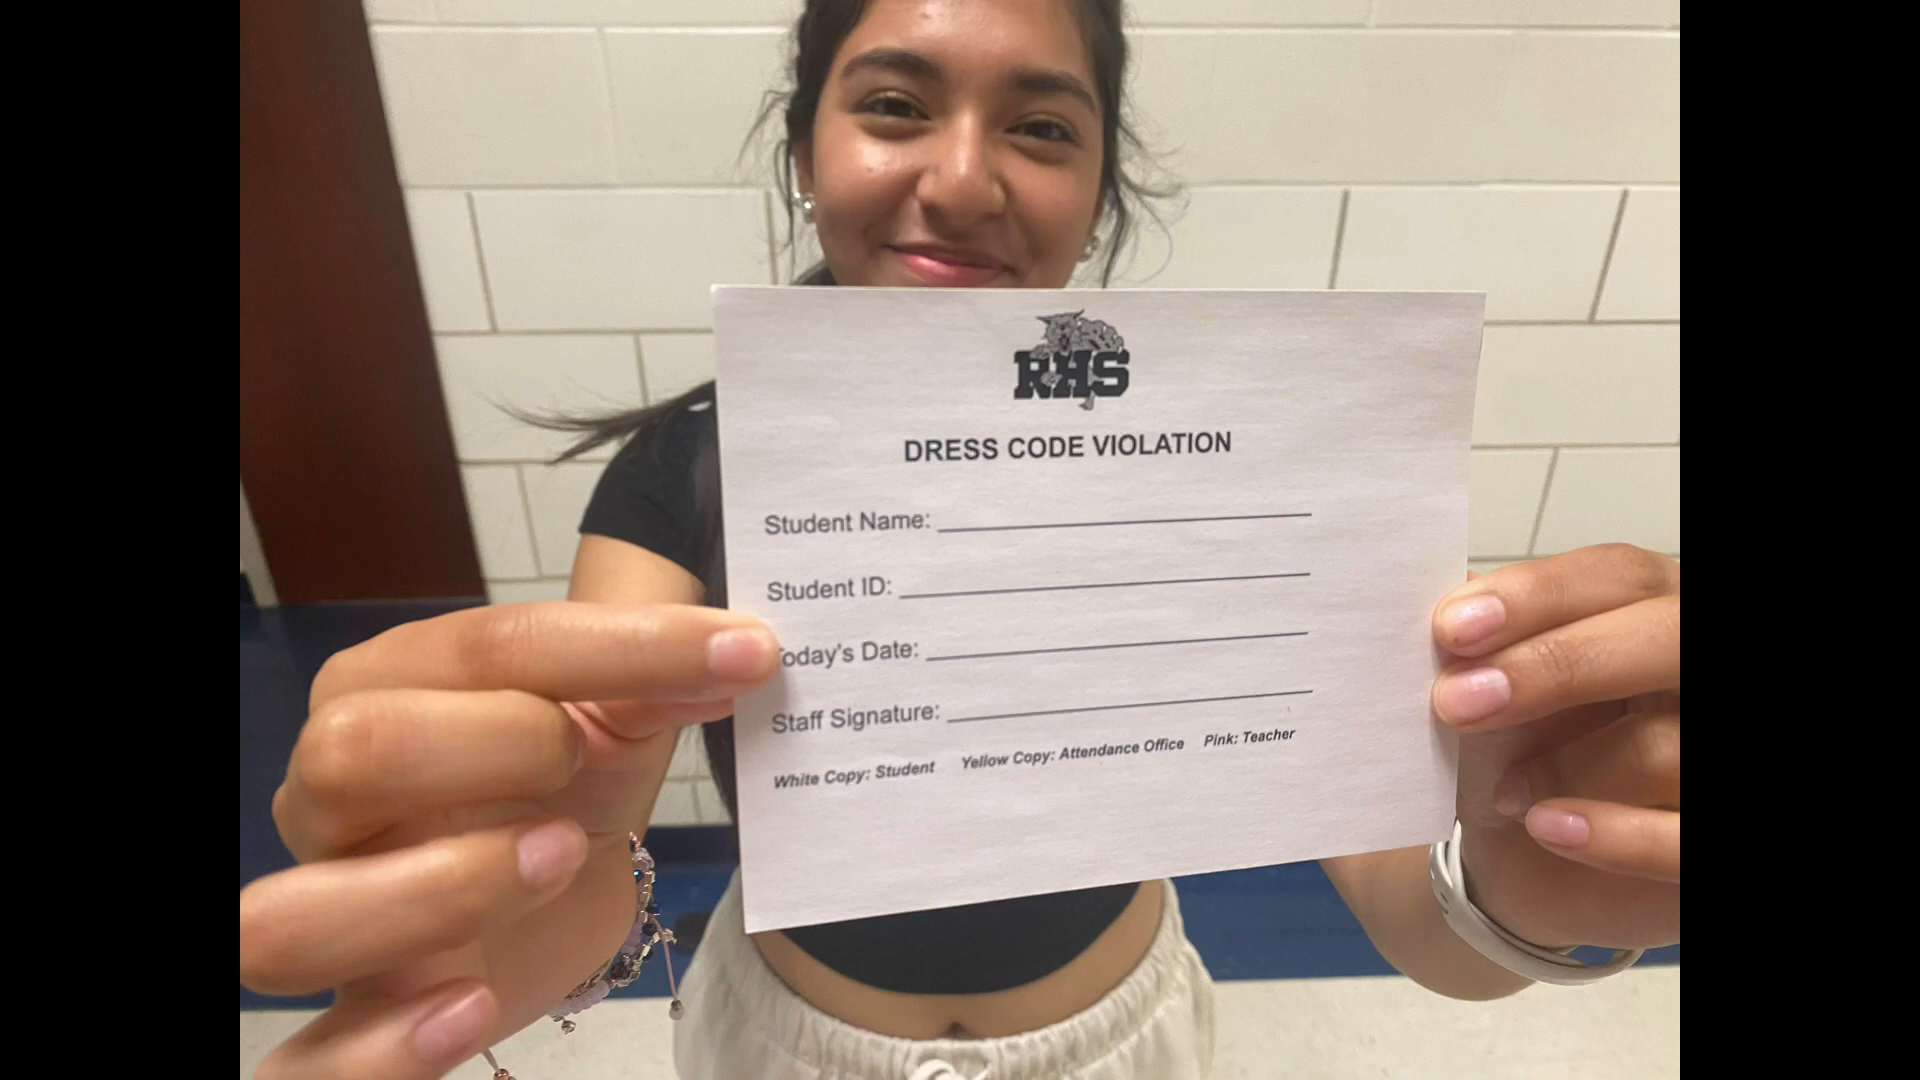 RHS
DRESS CODE VIOLATION
Student Name:
Student ID:
Today's Date:
Staff Signature:
White Copy: Student Yellow Copy: Attendance Office Pink: Teacher